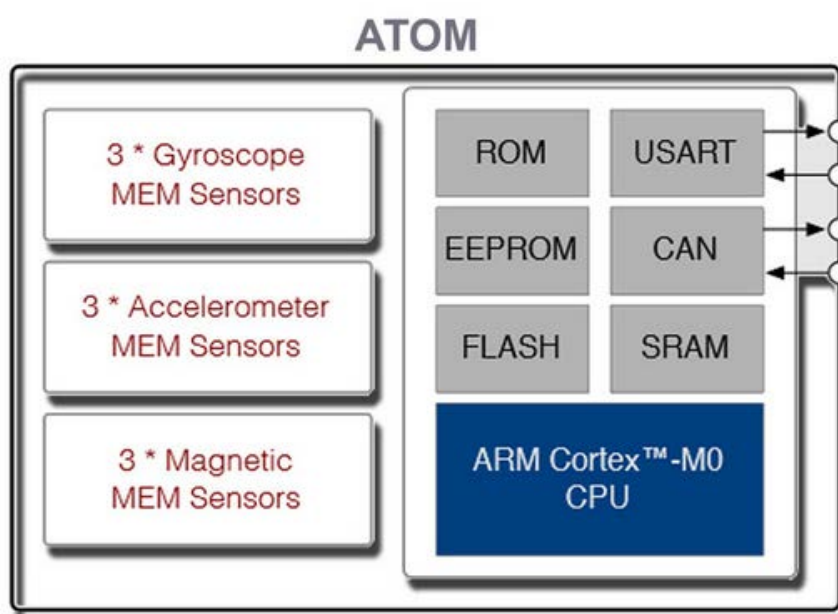 ATOM
3 * Gyroscope
MEM Sensors
3 * Accelerometer
MEM Sensors
3 * Magnetic
MEM Sensors
ROM
USART
EEPROM
CAN
FLASH
SRAM
ARM Cortex™-M0
CPU